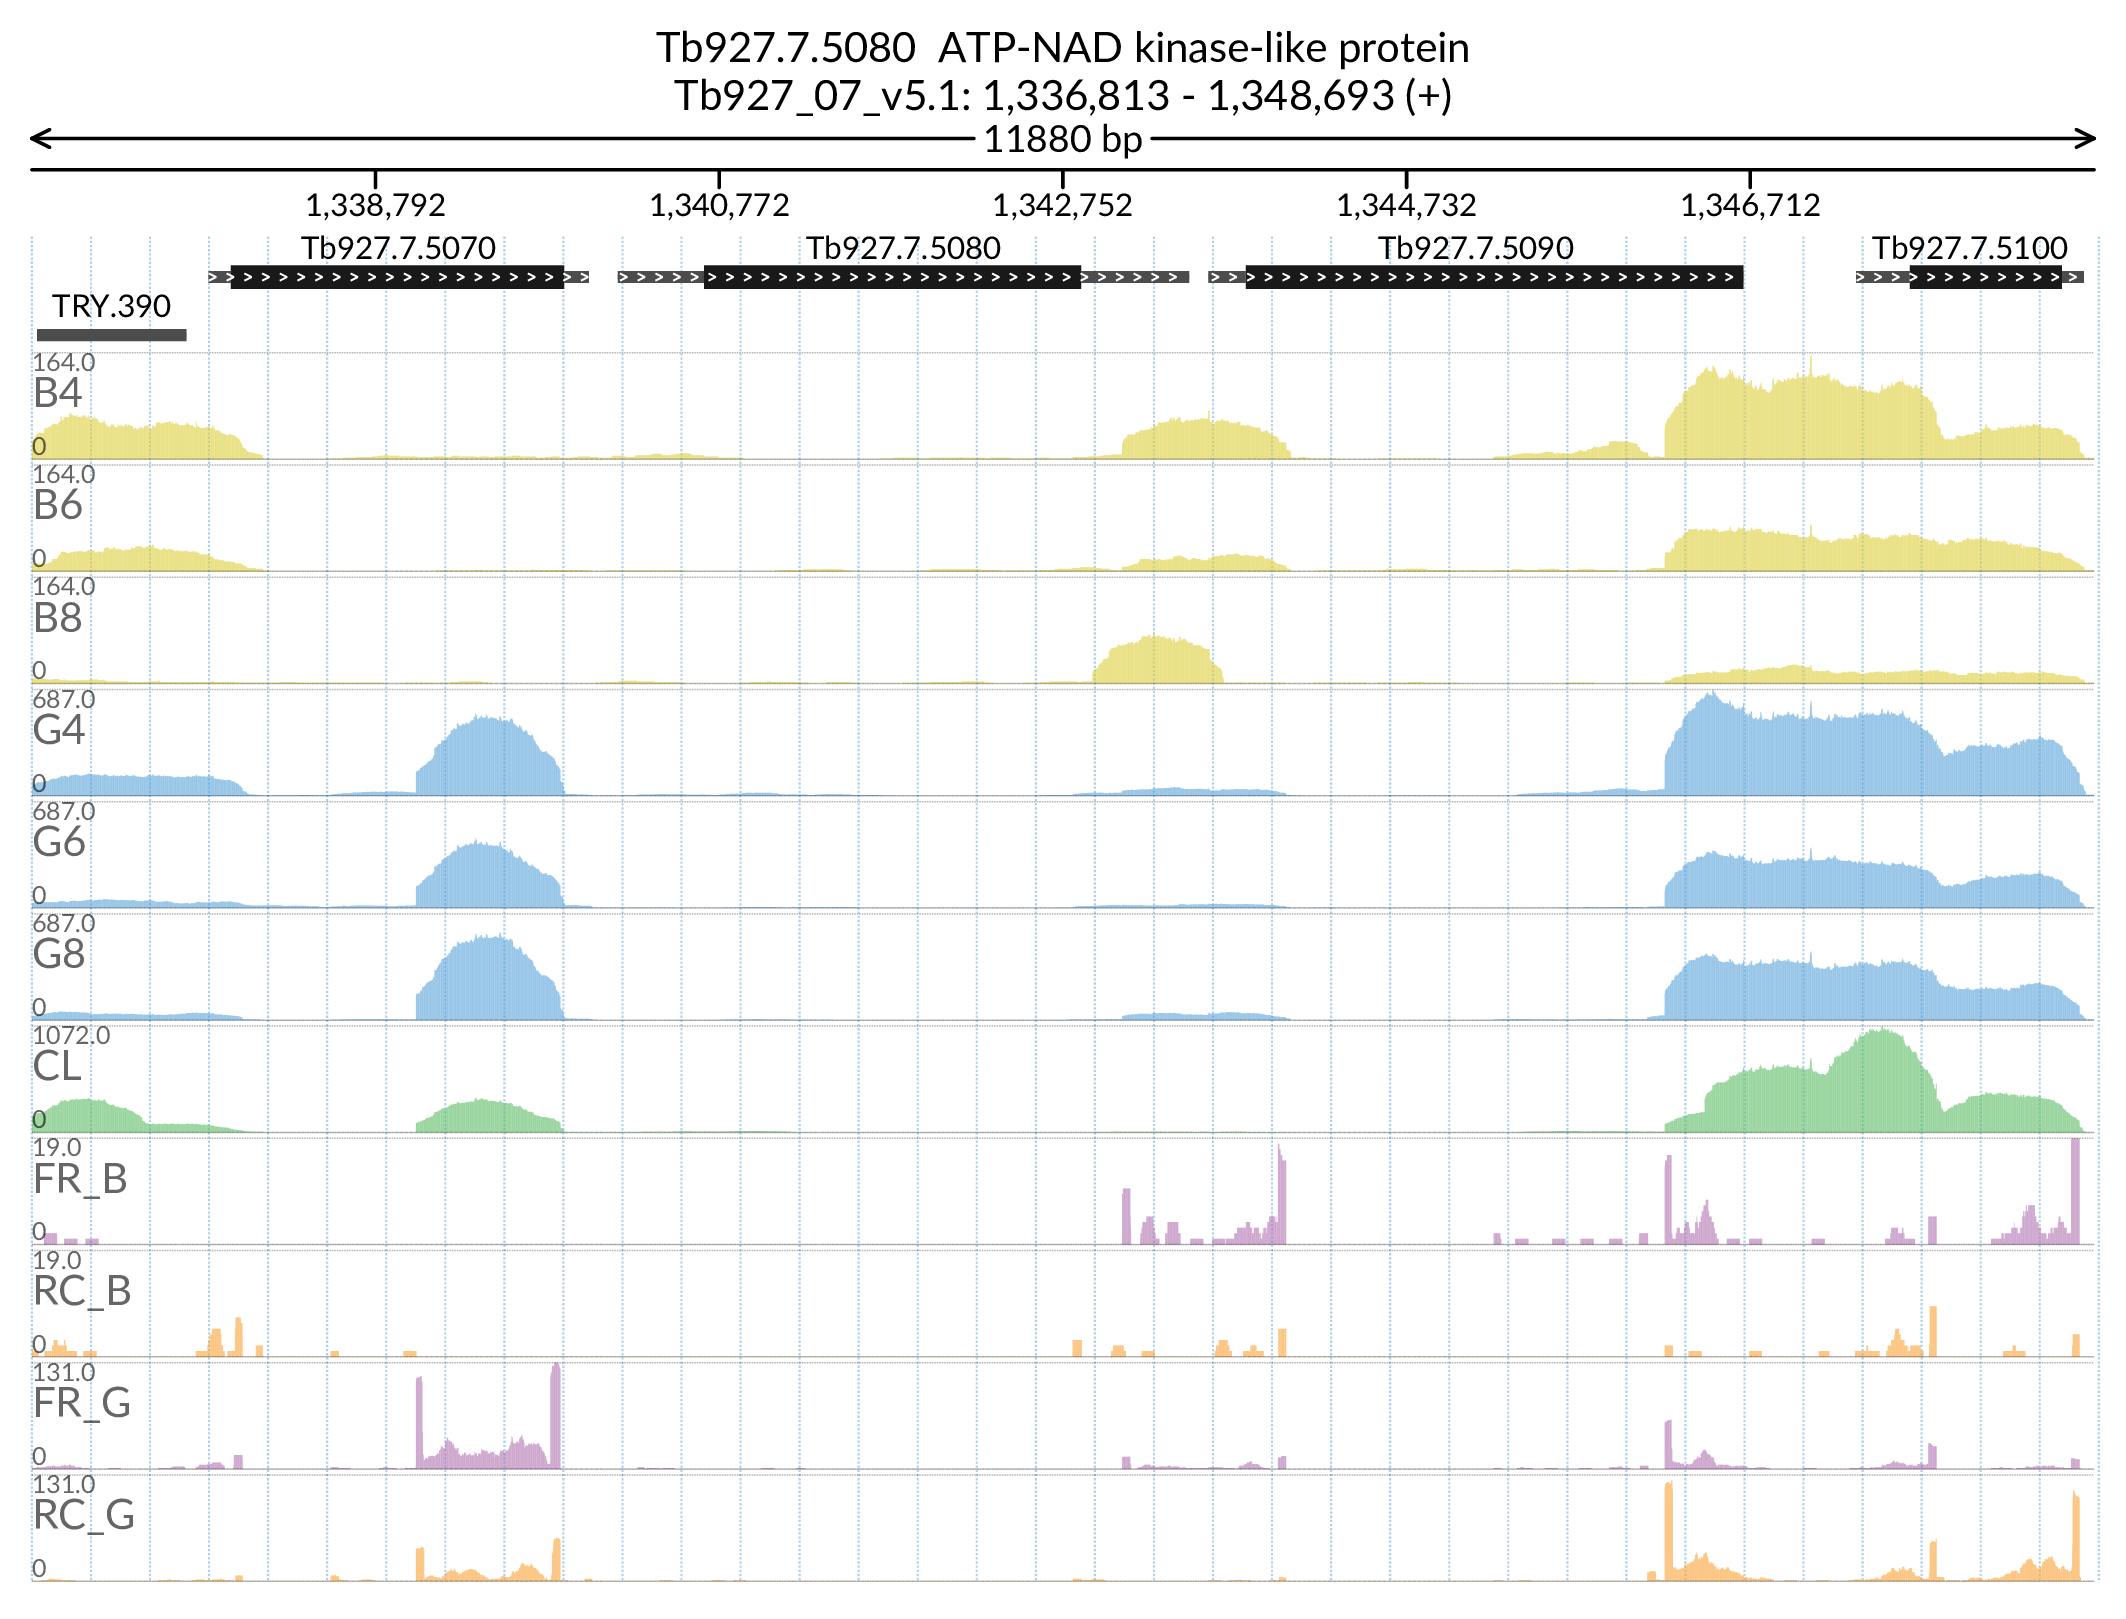 Tb927.7.5080 ATP-NAD kinase-like protein
Tb927_07_v5.1: 1,336,813 - 1,348,693 (+)
11880 bp
1,338,792 1,340,772 1,342,752 1,344,732 1,346,712
Tb927.7.5070 Tb927.7.5080 Tb927.7.5090 Tb927.7.5100
TRY.390
164.0
B4
0
164.0
B6
0
164.0
B8
0
687.0
G4
0
687.0
G6
0
687.0
G8
0
1072.0
CL
0
19.0
FR_B
0
19.0
RC_B
0
131.0
FR_G
0
131.0
RC_G
0